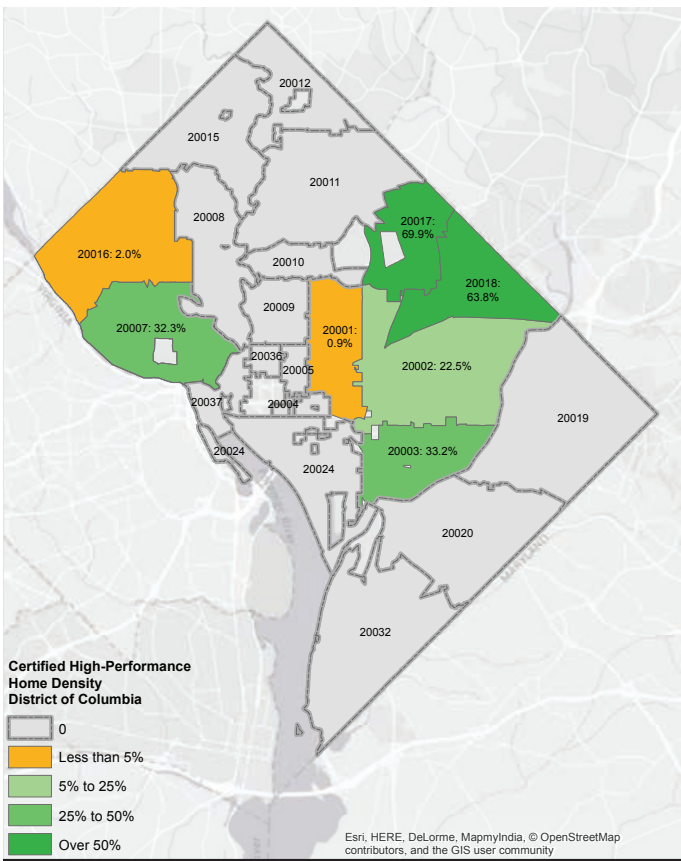 20012
20015
20011
20008
20017:
69.9%
20016: 2.0%
20010
20018:
63.8%
20009
20007: 32.3%
20001:
0.9%
20036
20005
20002: 22.5%
20037
20004
20019
20024
20024
20003: 33.2%
20020
MARYLAND
20032
VIRGINIA
Certified High-Performance
Home Density
District of Columbia
0
Less than 5%
5% to 25%
25% to 50%
Over 50%
Esri, HERE, DeLorme, MapmyIndia, © OpenStreetMap
contributors, and the GIS user community